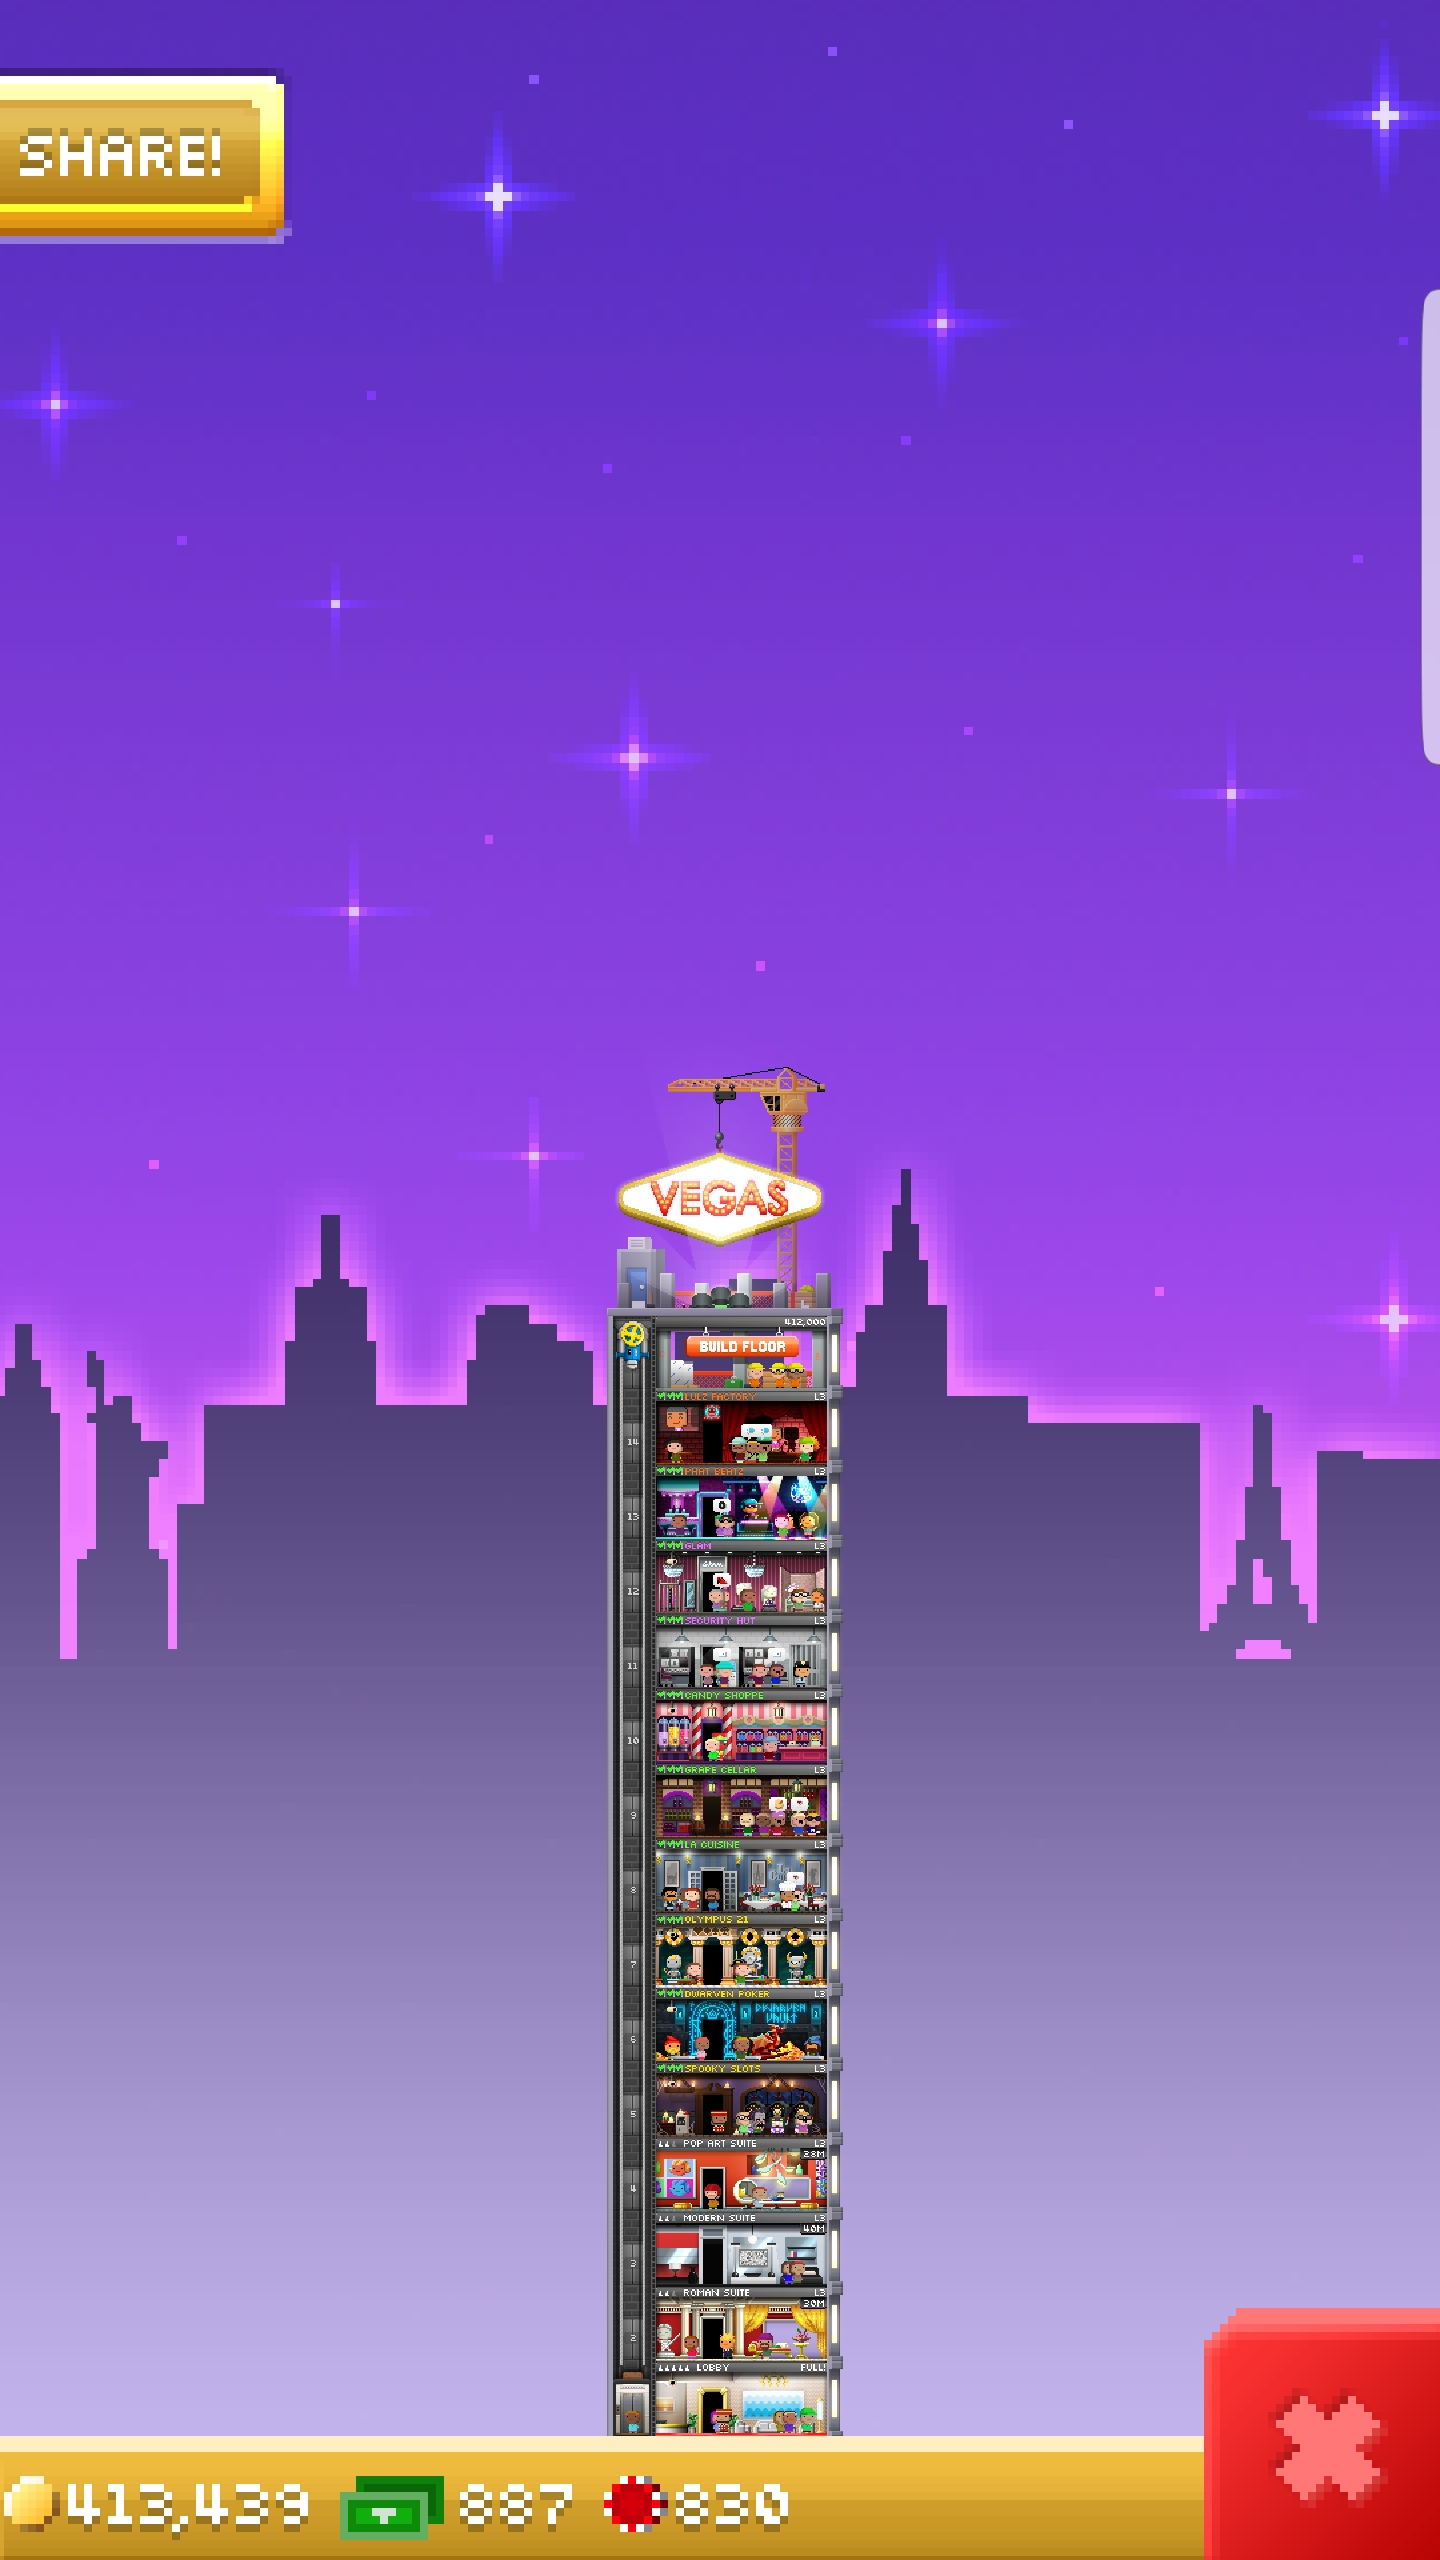 SHARE!
VEGAS
412,000
BUILD FLOOR
LULZ FACTORY L3
14
PHAT BEATZ L3
13
GLAM L3
12
SECURITY HUT L3
11
CANDY SHOPPE L3
10
GRAPE CELLAR L3
9
LA CUISINE L3
8
OLYMPUS 21 L3
7
DWARVEN POKER L3
DWARVEN
VAULT
6
SPOOKY SLOTS L3
5
POP ART SUITE L3
28M
4
MODERN SUITE L3
40M
3
ROMAN SUITE L3
30M
2
LOBBY FULL!
413,439 887 830